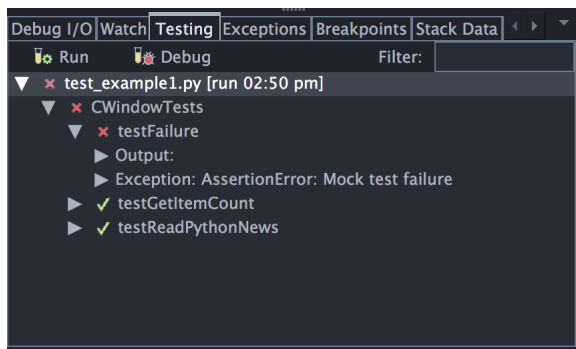 Debug I/O Watch Testing Exceptions Breakpoints Stack Data
Run Debug Filter:
test_example1.py [run 02:50 pm]
CWindowTests
testFailure
Output:
Exception: AssertionError: Mock test failure
testGetItemCount
testReadPythonNews